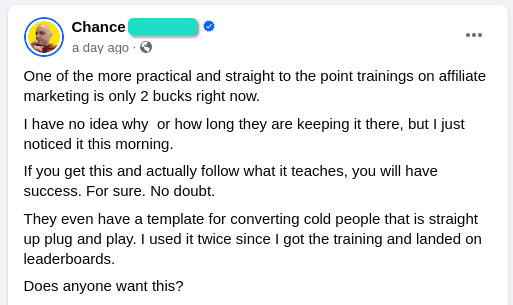 Chance
a day ago ·
One of the more practical and straight to the point trainings on affiliate
marketing is only 2 bucks right now.
I have no idea why  or how long they are keeping it there, but I just
noticed it this morning.
If you get this and actually follow what it teaches, you will have
success. For sure. No doubt.
They even have a template for converting cold people that is straight
up plug and play. I used it twice since I got the training and landed on
leaderboards.
Does anyone want this?